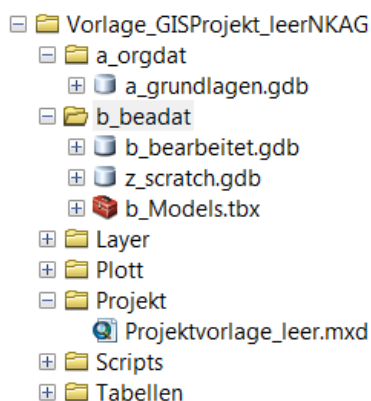 Vorlage_GISProjekt_leerNKAG
a_orgdat
a_grundlagen.gdb
b_beadat
b_bearbeitet.gdb
z_scratch.gdb
b_Models.tbx
Layer
Plott
Projekt
Projektvorlage_leer.mxd
Scripts
Tabellen